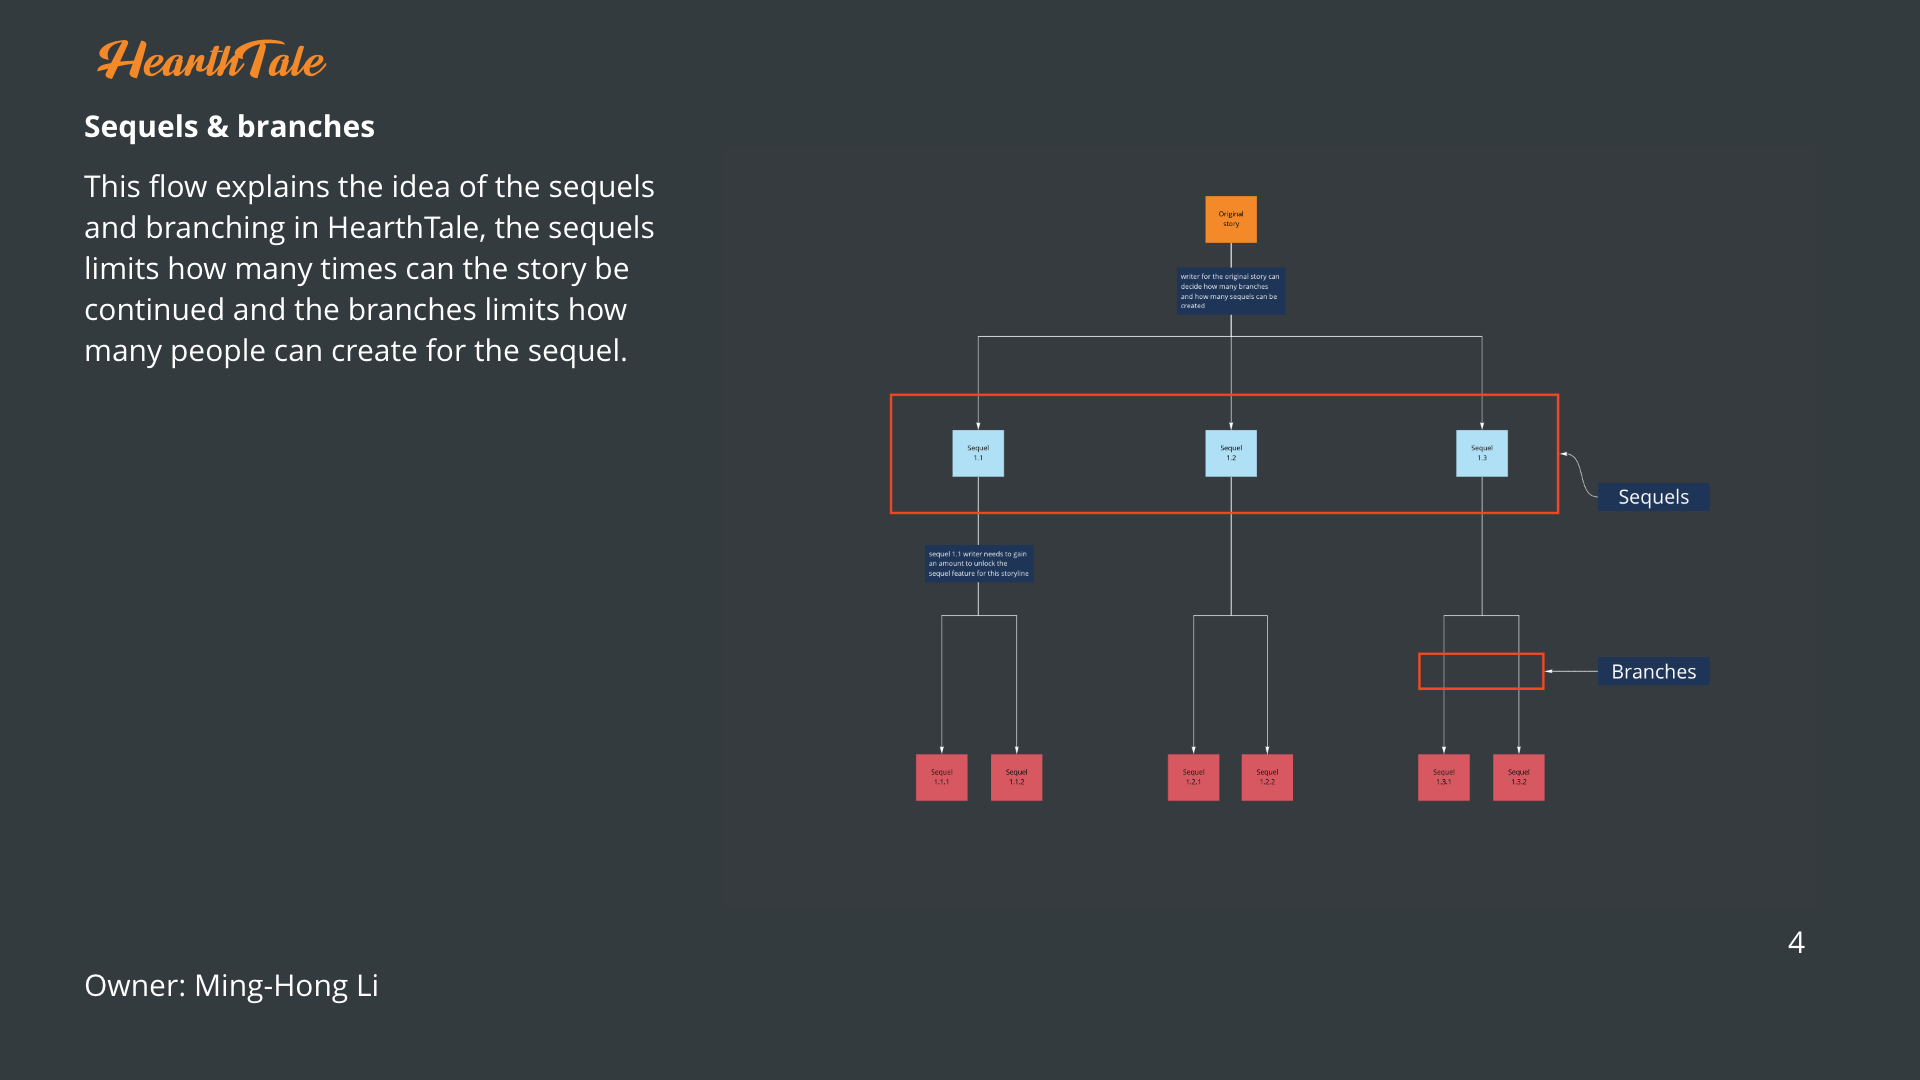 HearthTale
Sequels & branches
This flow explains the idea of the sequels
and branching in HearthTale, the sequels
limits how many times can the story be
continued and the branches limits how
many people can create for the sequel.
Original
story
writer for the original story can
decide how many branches
and how many sequels can be
created
Sequel
1.1
Sequel
1.2
Sequel
1.3
Sequels
sequel 1.1 writer needs to gain
an amount to unlock the
sequel feature for this storyline
Branches
Sequel
1.1.1
Sequel
1.1.2
Sequel
1.2.1
Sequel
1.2.2
Sequel
1.3.1
Sequel
1.3.2
4
Owner: Ming-Hong Li